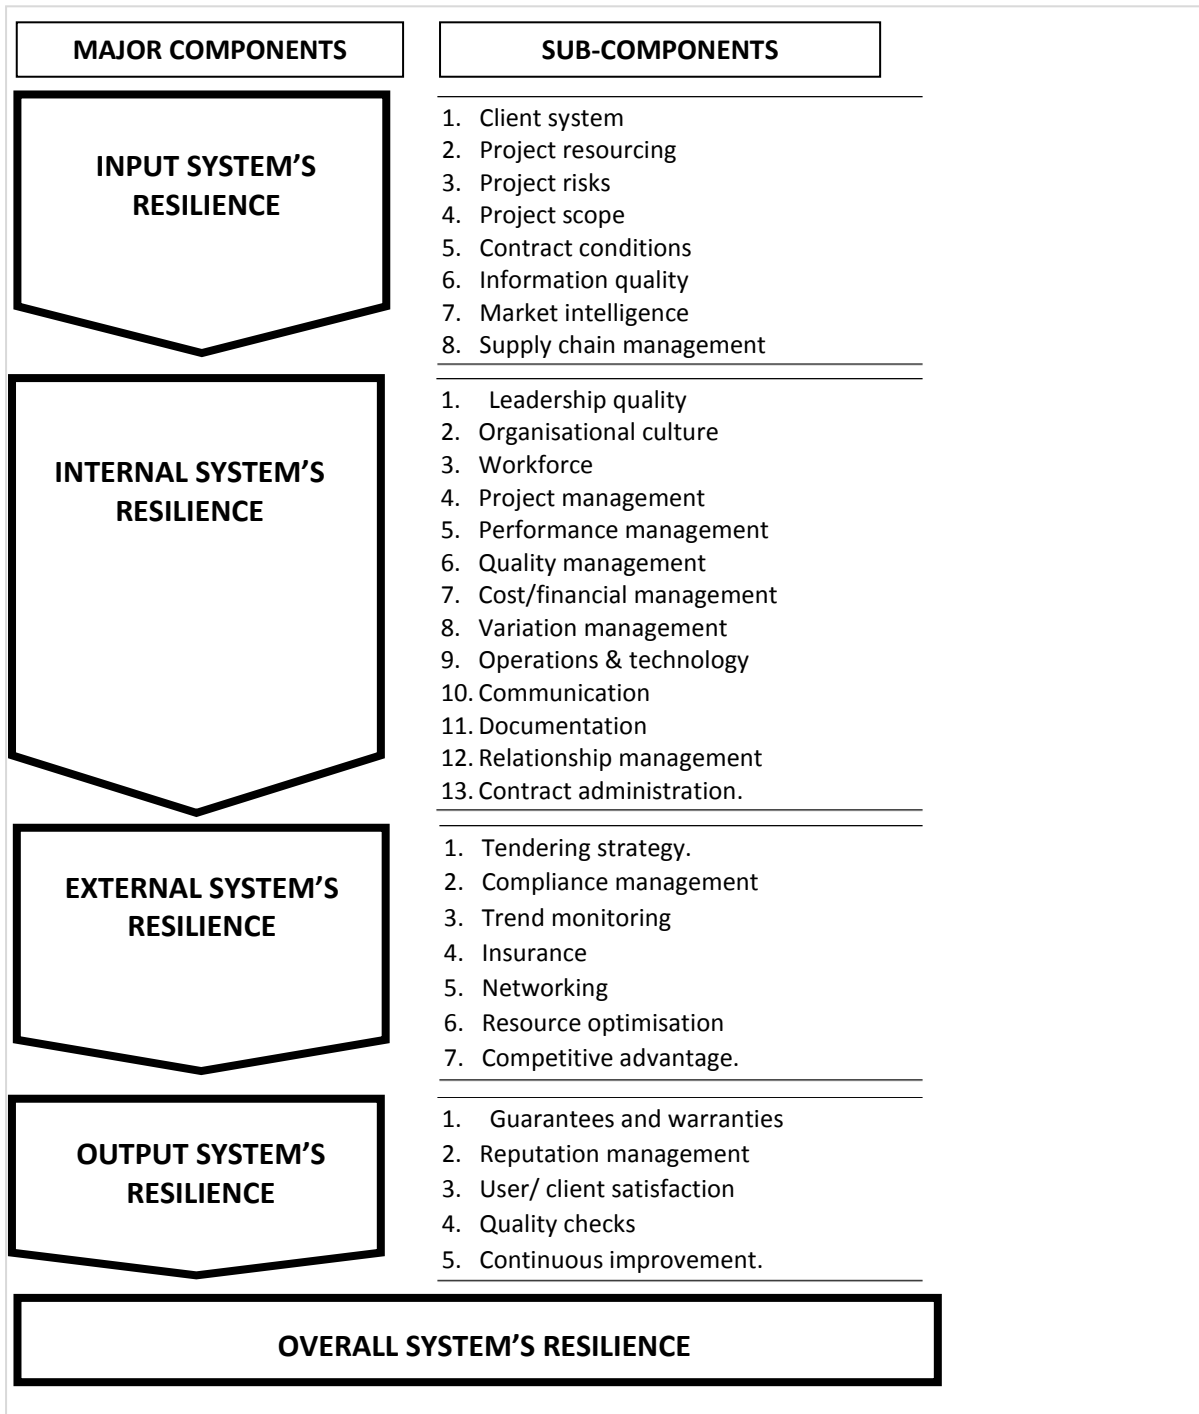 MAJOR COMPONENTS
SUB-COMPONENTS
INPUT SYSTEM’S
RESILIENCE
1. Client system
2. Project resourcing
3. Project risks
4. Project scope
5. Contract conditions
6. Information quality
7. Market intelligence
8. Supply chain management
INTERNAL SYSTEM’S
RESILIENCE
1. Leadership quality
2. Organisational culture
3. Workforce
4. Project management
5. Performance management
6. Quality management
7. Cost/financial management
8. Variation management
9. Operations & technology
10. Communication
11. Documentation
12. Relationship management
13. Contract administration.
EXTERNAL SYSTEM’S
RESILIENCE
1. Tendering strategy.
2. Compliance management
3. Trend monitoring
4. Insurance
5. Networking
6. Resource optimisation
7. Competitive advantage.
OUTPUT SYSTEM’S
RESILIENCE
1. Guarantees and warranties
2. Reputation management
3. User/ client satisfaction
4. Quality checks
5. Continuous improvement.
OVERALL SYSTEM’S RESILIENCE